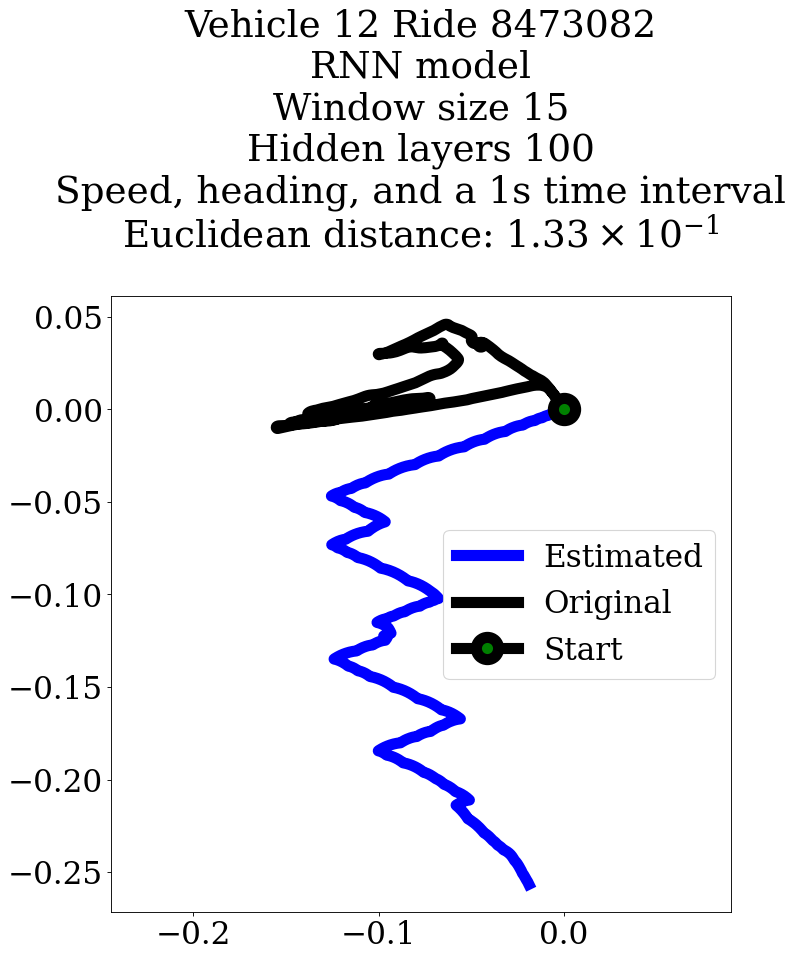 Vehicle 12 Ride 8473082
RNN model
Window size 15
Hidden layers 100
Speed, heading, and a 1s time interval
Euclidean distance: 1.33 × 10⁻¹
0.05
0.00
−0.05
−0.10
−0.15
−0.20
−0.25
Estimated
Original
Start
−0.2 −0.1 0.0